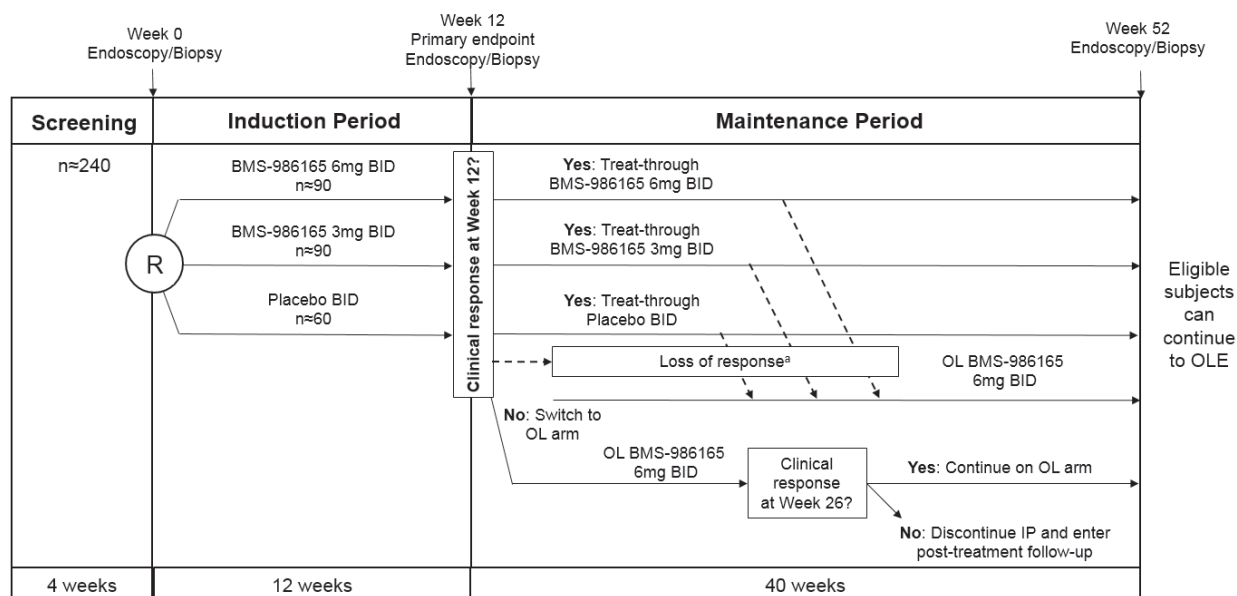 Week 0
Endoscopy/Biopsy
Week 12
Primary endpoint
Endoscopy/Biopsy
Week 52
Endoscopy/Biopsy
Screening
Induction Period
Maintenance Period
n≈240
R
BMS-986165 6mg BID
n≈90
BMS-986165 3mg BID
n≈90
Placebo BID
n≈60
Clinical response at Week 12?
Yes: Treat-through
BMS-986165 6mg BID
Yes: Treat-through
BMS-986165 3mg BID
Yes: Treat-through
Placebo BID
Loss of responseᵃ
OL BMS-986165
6mg BID
No: Switch to
OL arm
OL BMS-986165
6mg BID
Clinical
response
at Week 26?
Yes: Continue on OL arm
No: Discontinue IP and enter
post-treatment follow-up
Eligible
subjects
can
continue
to OLE
4 weeks
12 weeks
40 weeks